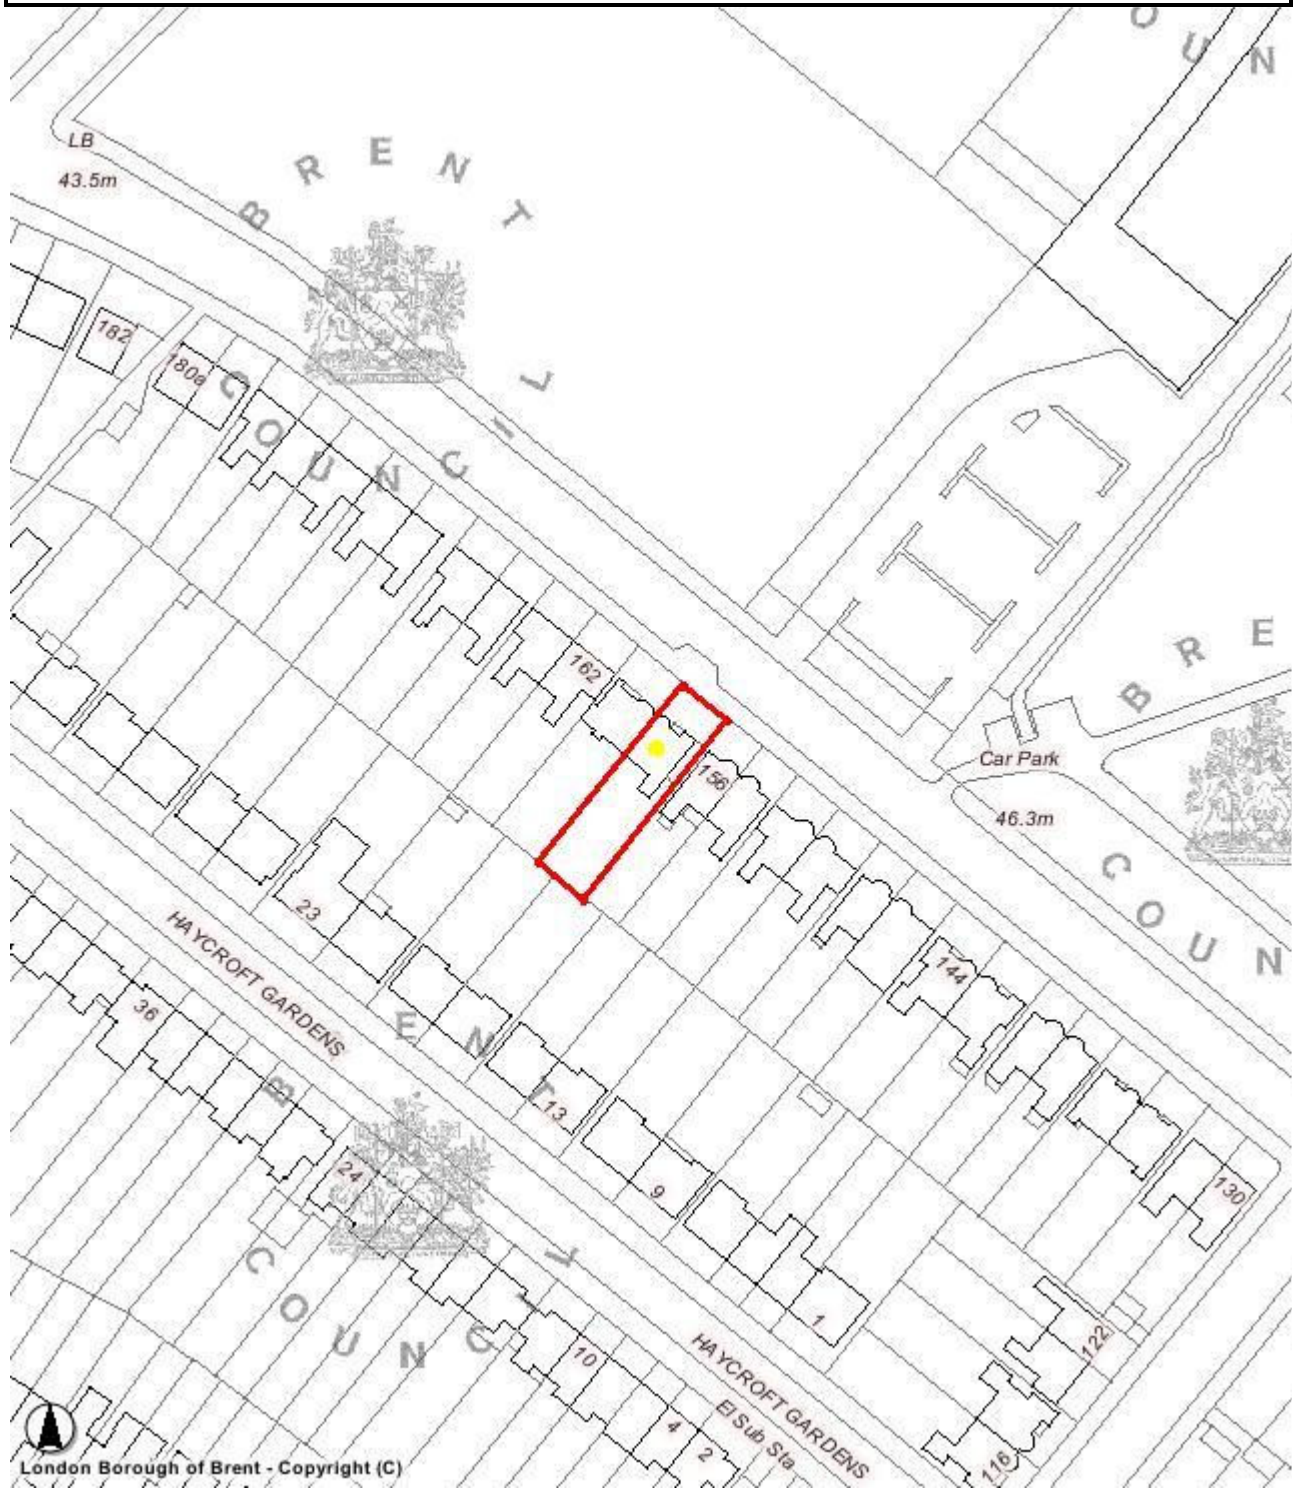 OUN
LB
43.5m
BRENT
182
180a
COUNCIL
162
BRE
156
Car Park
46.3m
COUN
23
HAYCROFT GARDENS
144
36
BRENT
13
24
9
130
COUNCIL
1
122
10
HAYCROFT GARDENS
El Sub Sta
4
2
116
London Borough of Brent - Copyright (C)